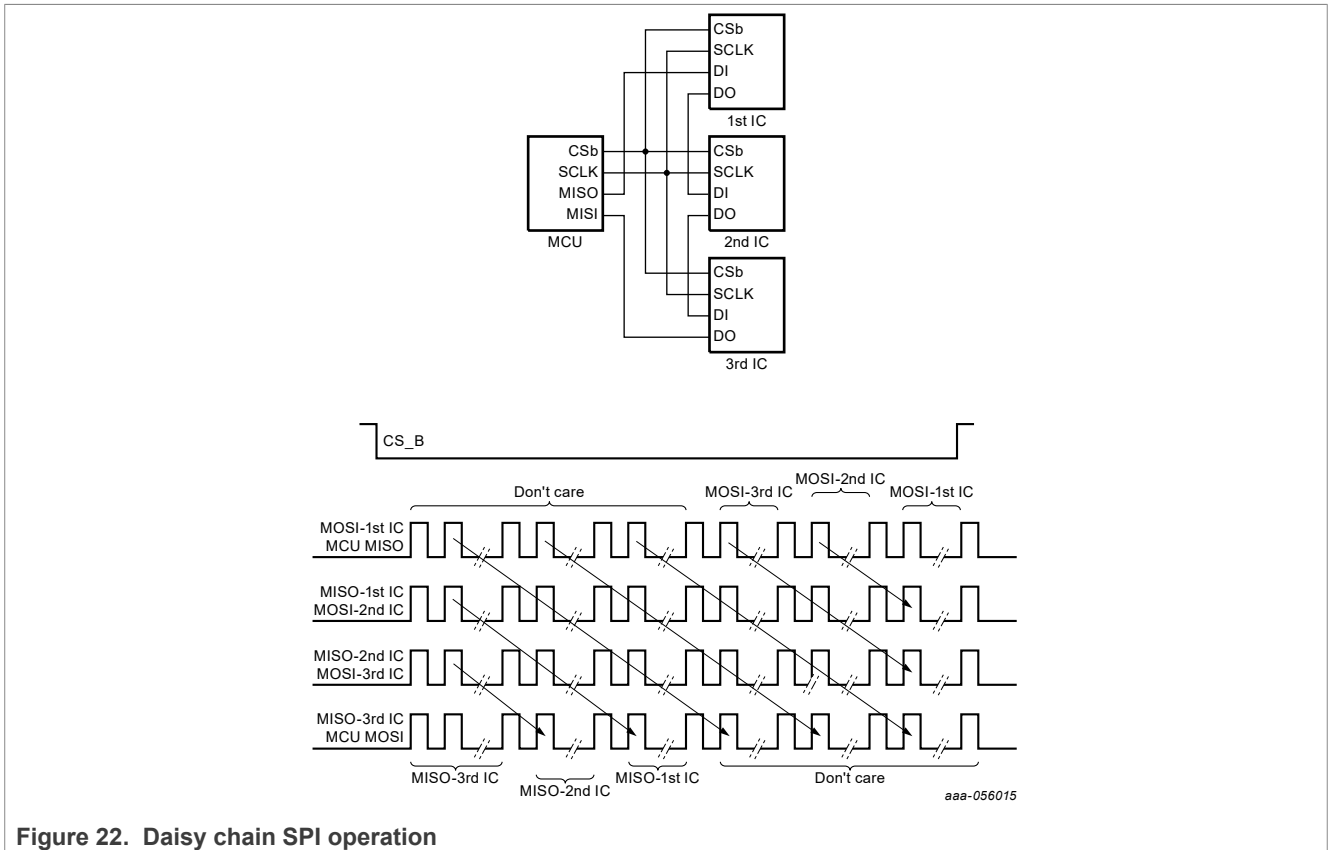 CSb
SCLK
DI
DO
1st IC
CSb
SCLK
MISO
MISI
MCU
CSb
SCLK
DI
DO
2nd IC
CSb
SCLK
DI
DO
3rd IC
CS_B
Don't care
MOSI-3rd IC
MOSI-2nd IC
MOSI-1st IC
MOSI-1st IC
MCU MISO
MISO-1st IC
MOSI-2nd IC
MISO-2nd IC
MOSI-3rd IC
MISO-3rd IC
MCU MOSI
MISO-3rd IC
MISO-2nd IC
MISO-1st IC
Don't care
aaa-056015
Figure 22. Daisy chain SPI operation